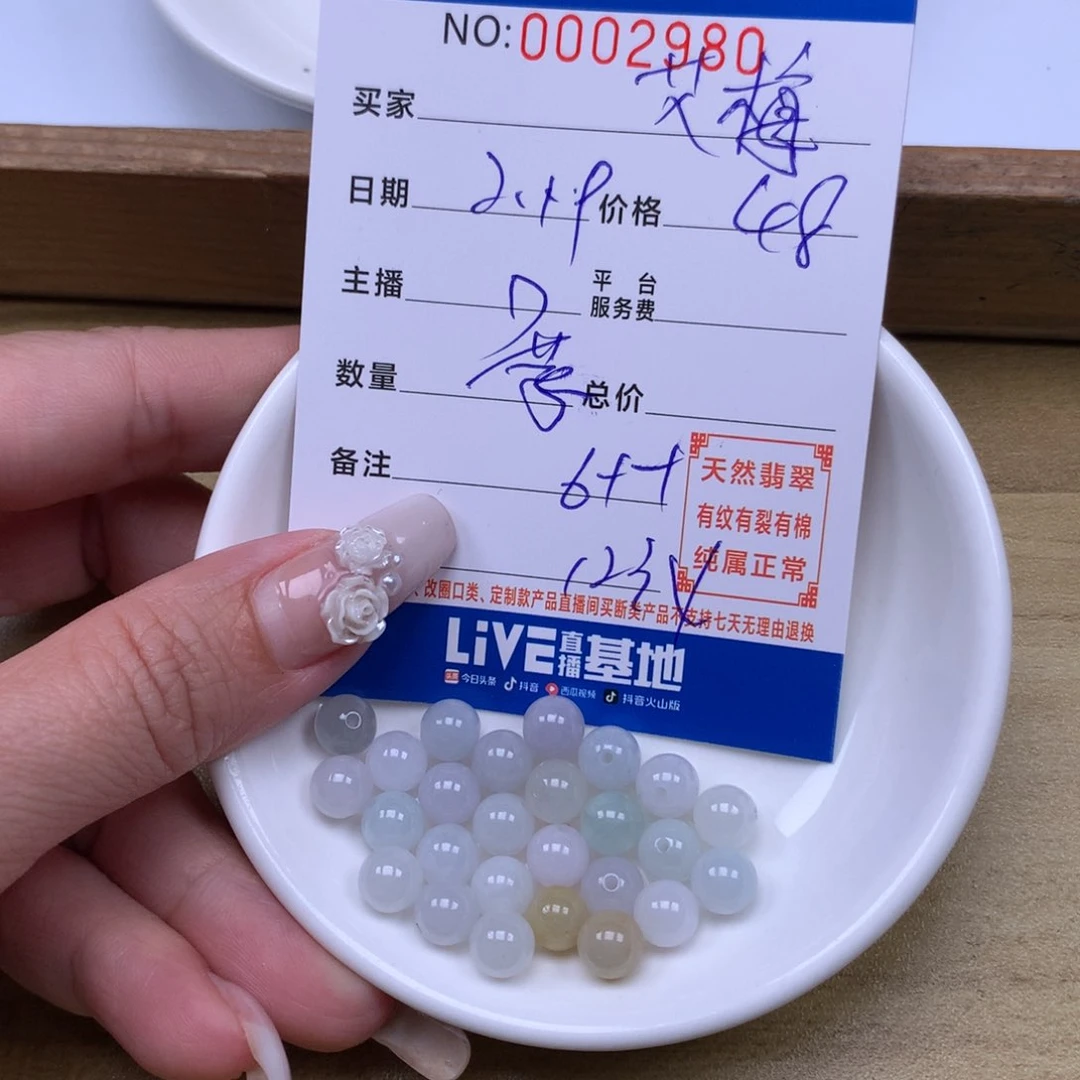 NO:0002980
买家 艾梅
日期 2.19 价格 48
主播
平台服务费
数量 总价
备注 6++
天然翡翠
有纹有裂有棉
纯属正常
改圈口类、定制款产品直播间买断类产品不支持七天无理由退换
LiVE直播基地
今日头条 抖音 西瓜视频 抖音火山版